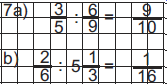 7a) 3/5 : 6/9 = 9/10
b) 2/6 : 5 1/3 = 1/16